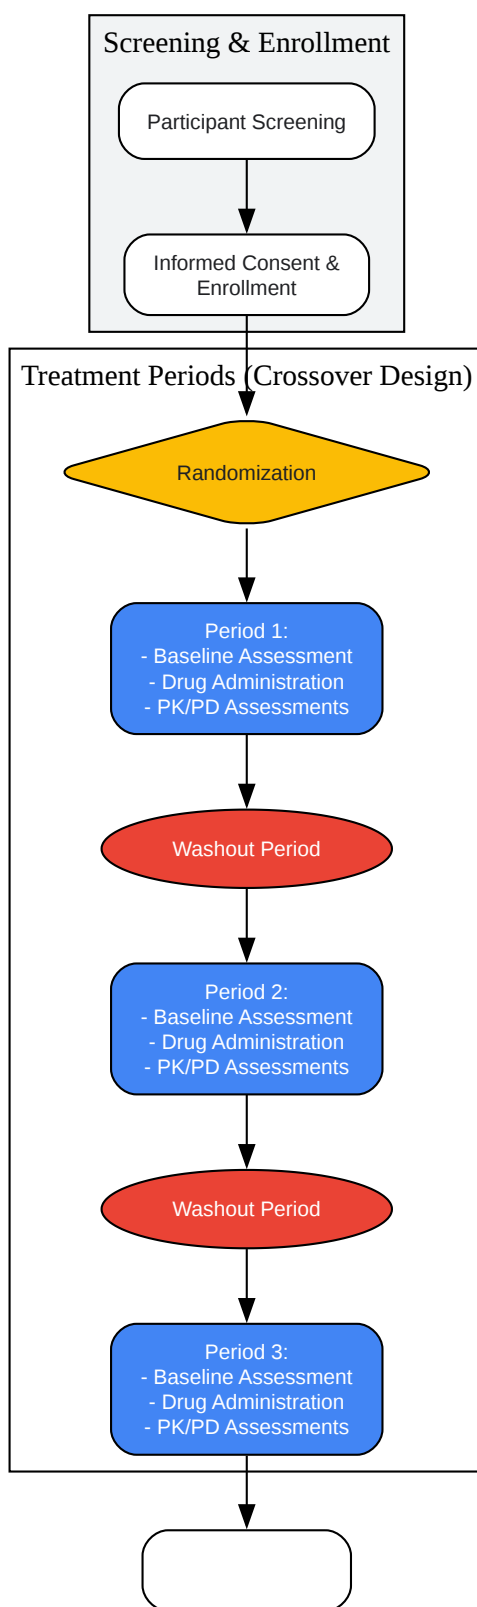 Screening & Enrollment
Participant Screening
Informed Consent &
Enrollment
Treatment Periods (Crossover Design)
Randomization
Period 1:
- Baseline Assessment
- Drug Administration
- PK/PD Assessments
Washout Period
Period 2:
- Baseline Assessment
- Drug Administration
- PK/PD Assessments
Washout Period
Period 3:
- Baseline Assessment
- Drug Administration
- PK/PD Assessments